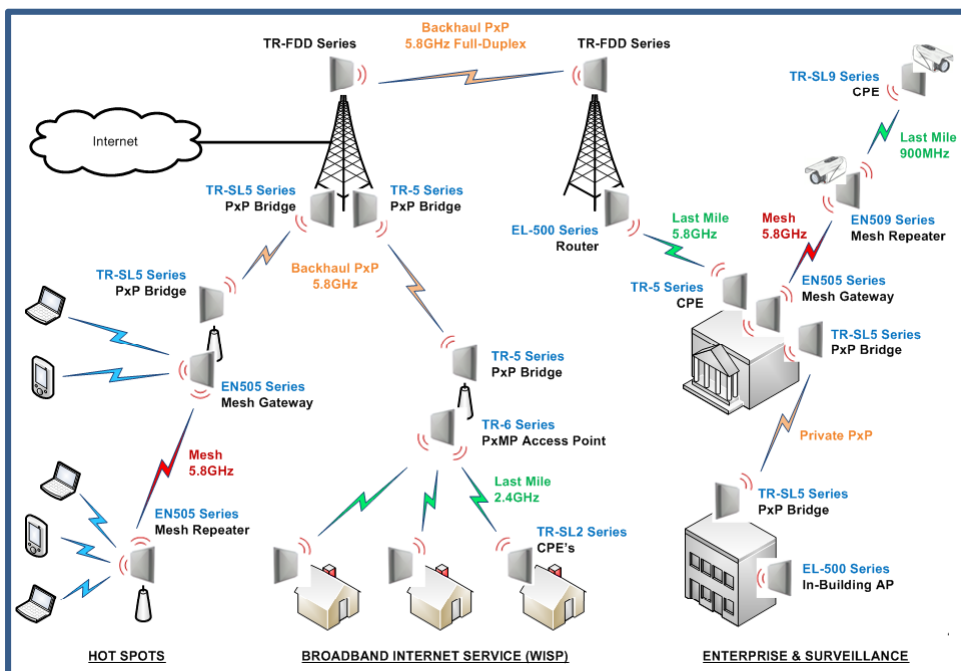 Backhaul PxP
5.8GHz Full-Duplex
TR-FDD Series
TR-FDD Series
TR-SL9 Series
CPE
Internet
Last Mile
900MHz
TR-SL5 Series
PxP Bridge
TR-5 Series
PxP Bridge
EL-500 Series
Router
Last Mile
5.8GHz
Mesh
5.8GHz
EN509 Series
Mesh Repeater
TR-SL5 Series
PxP Bridge
Backhaul PxP
5.8GHz
TR-5 Series
CPE
EN505 Series
Mesh Gateway
TR-SL5 Series
PxP Bridge
TR-5 Series
PxP Bridge
EN505 Series
Mesh Gateway
TR-6 Series
PxMP Access Point
Private PxP
Mesh
5.8GHz
Last Mile
2.4GHz
TR-SL5 Series
PxP Bridge
EN505 Series
Mesh Repeater
TR-SL2 Series
CPE's
EL-500 Series
In-Building AP
HOT SPOTS
BROADBAND INTERNET SERVICE (WISP)
ENTERPRISE & SURVEILLANCE